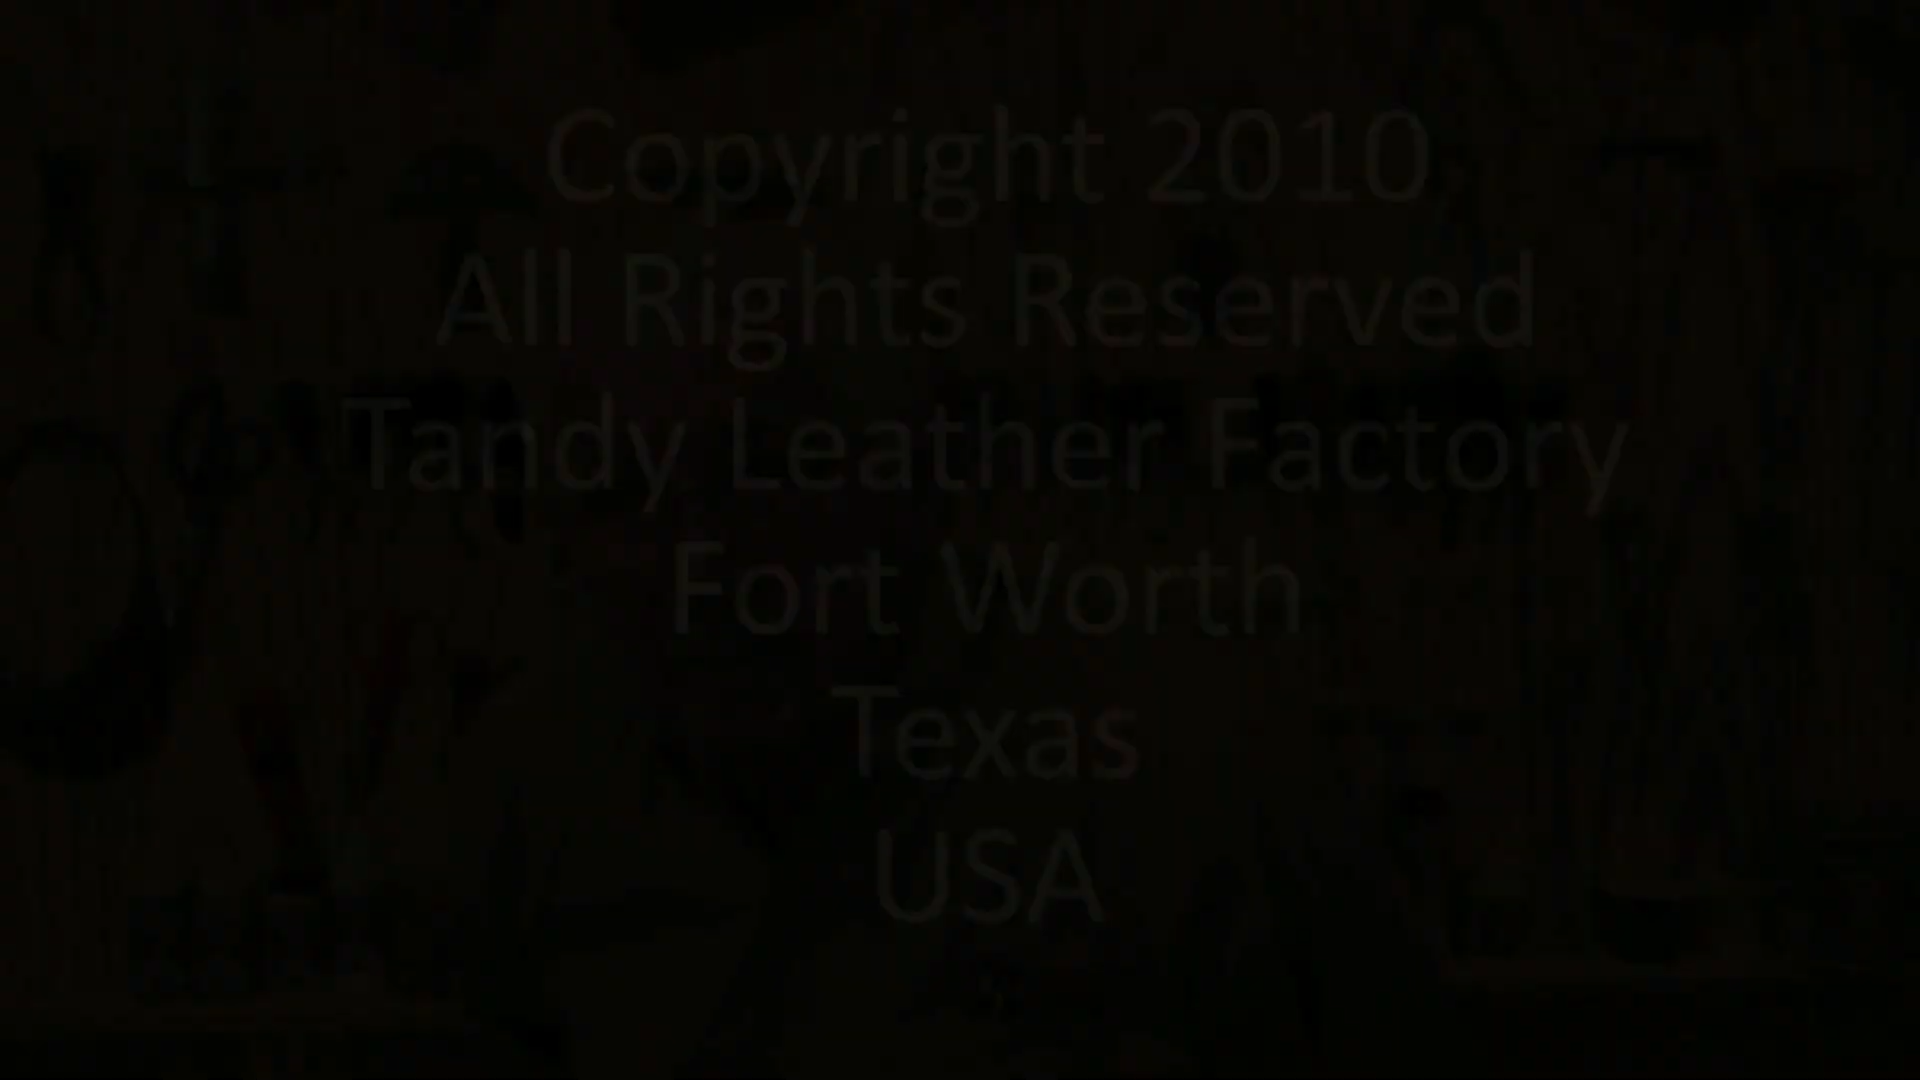 Copyright 2010
All Rights Reserved
Tandy Leather Factory
Fort Worth
Texas
USA